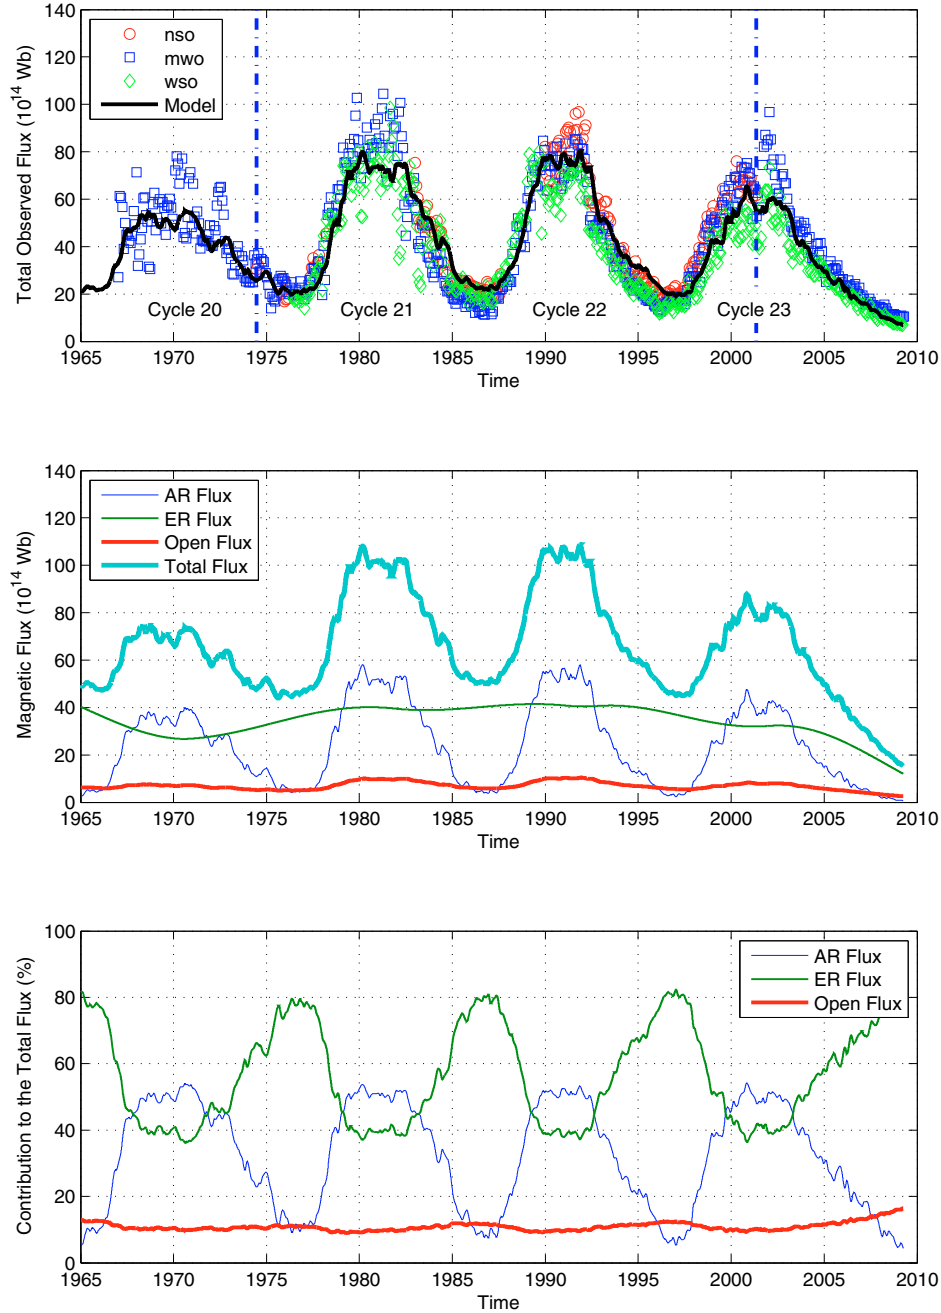 140
120
100
80
60
40
20
0
Total Observed Flux (10^14 Wb)
nso
mwo
wso
Model
Cycle 20
Cycle 21
Cycle 22
Cycle 23
1965 1970 1975 1980 1985 1990 1995 2000 2005 2010
Time
140
120
100
80
60
40
20
0
Magnetic Flux (10^14 Wb)
AR Flux
ER Flux
Open Flux
Total Flux
1965 1970 1975 1980 1985 1990 1995 2000 2005 2010
Time
100
80
60
40
20
0
Contribution to the Total Flux (%)
AR Flux
ER Flux
Open Flux
1965 1970 1975 1980 1985 1990 1995 2000 2005 2010
Time